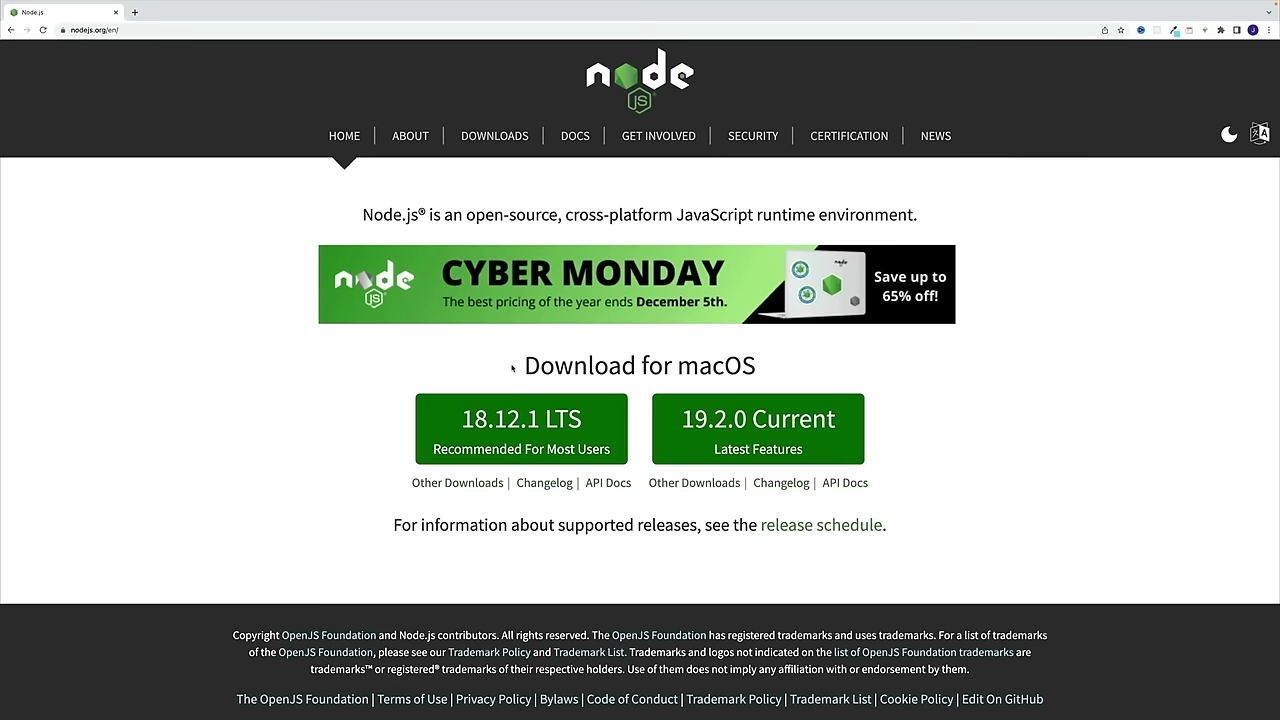 Node.js
nodejs.org/en/
J
node
JS
HOME
ABOUT
DOWNLOADS
DOCS
GET INVOLVED
SECURITY
CERTIFICATION
NEWS
Node.js® is an open-source, cross-platform JavaScript runtime environment.
node
JS
CYBER MONDAY
The best pricing of the year ends December 5th.
Save up to
65% off!
Download for macOS
18.12.1 LTS
Recommended For Most Users
19.2.0 Current
Latest Features
Other Downloads | Changelog | API Docs
Other Downloads | Changelog | API Docs
For information about supported releases, see the release schedule.
Copyright OpenJS Foundation and Node.js contributors. All rights reserved. The OpenJS Foundation has registered trademarks and uses trademarks. For a list of trademarks
of the OpenJS Foundation, please see our Trademark Policy and Trademark List. Trademarks and logos not indicated on the list of OpenJS Foundation trademarks are
trademarks™ or registered® trademarks of their respective holders. Use of them does not imply any affiliation with or endorsement by them.
The OpenJS Foundation | Terms of Use | Privacy Policy | Bylaws | Code of Conduct | Trademark Policy | Trademark List | Cookie Policy | Edit On GitHub